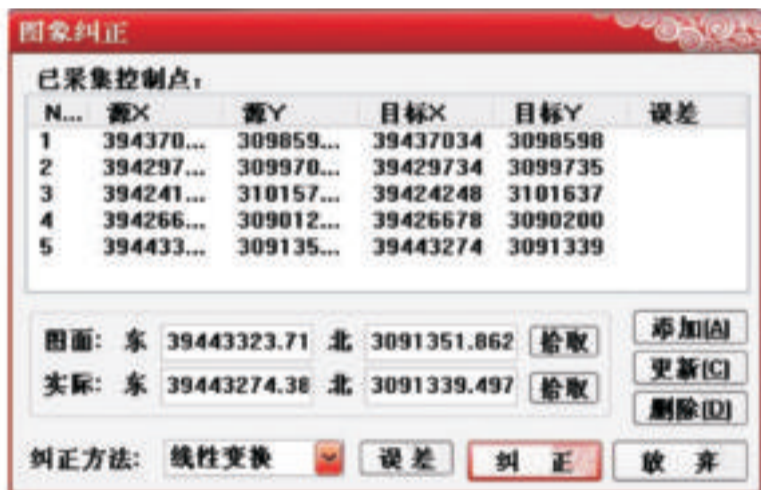 图象纠正
已采集控制点:
N... 源X 源Y 目标X 目标Y 误差
1 394370... 309859... 39437034 3098598
2 394297... 309970... 39429734 3099735
3 394241... 310157... 39424248 3101637
4 394266... 309012... 39426678 3090200
5 394433... 309135... 39443274 3091339
图面: 东 39443323.71 北 3091351.862 拾取 添加[A]
实际: 东 39443274.38 北 3091339.497 拾取 更新[C]
删除[D]
纠正方法: 线性变换 误差 纠正 放弃